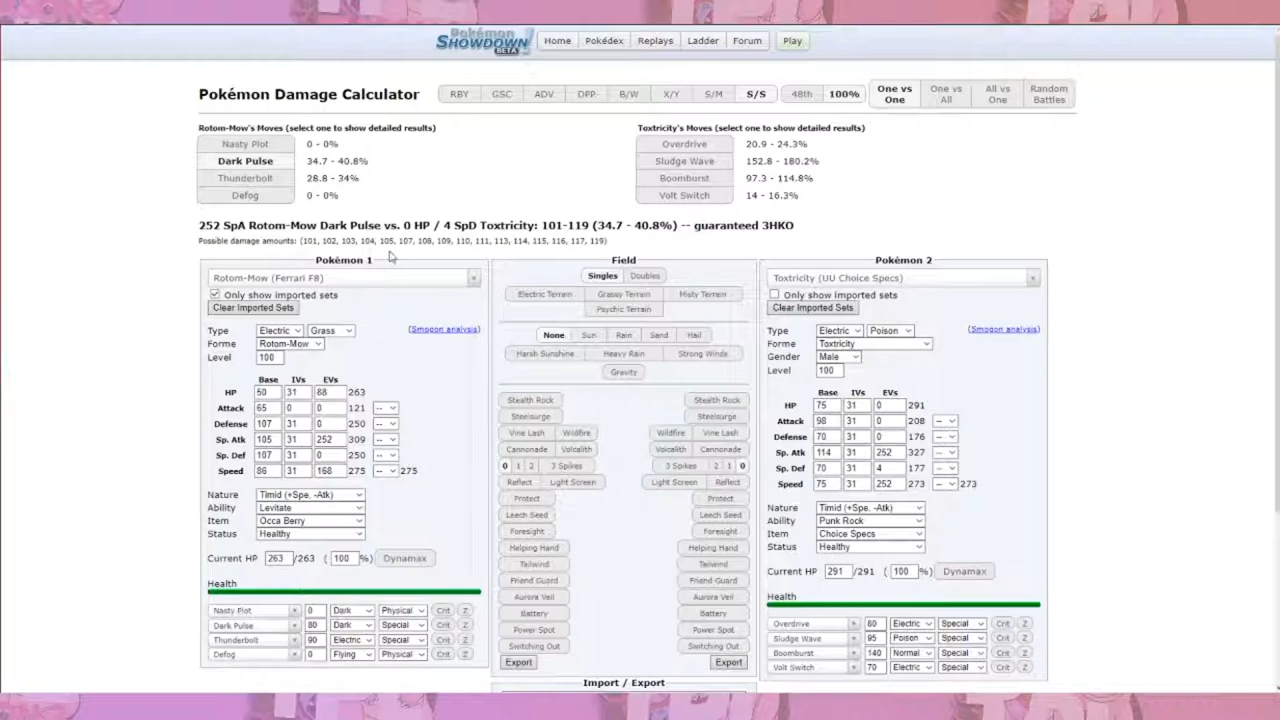 Pokémon
SHOWDOWN!
BETA
Home Pokédex Replays Ladder Forum Play
Pokémon Damage Calculator RBY GSC ADV DPP B/W X/Y S/M S/S 48th 100% One vs One One vs All All vs One Random Battles
Rotom-Mow's Moves (select one to show detailed results) Toxtricity's Moves (select one to show detailed results)
Nasty Plot 0 - 0% Overdrive 20.9 - 24.3%
Dark Pulse 34.7 - 40.8% Sludge Wave 152.8 - 180.2%
Thunderbolt 28.8 - 34% Boomburst 97.3 - 114.8%
Defog 0 - 0% Volt Switch 14 - 16.3%
252 SpA Rotom-Mow Dark Pulse vs. 0 HP / 4 SpD Toxtricity: 101-119 (34.7 - 40.8%) -- guaranteed 3HKO
Possible damage amounts: (101, 102, 103, 104, 105, 107, 108, 109, 110, 111, 113, 114, 115, 116, 117, 119)
Pokémon 1
Rotom-Mow (Ferrari F8)
Only show imported sets
Clear Imported Sets
Type Electric Grass (Smogon analysis)
Forme Rotom-Mow
Level 100
Base IVs EVs
HP 50 31 88 263
Attack 65 0 0 121 --
Defense 107 31 0 250 --
Sp. Atk 105 31 252 309 --
Sp. Def 107 31 0 250 --
Speed 86 31 168 275 -- 275
Nature Timid (+Spe, -Atk)
Ability Levitate
Item Occa Berry
Status Healthy
Current HP 263 /263 ( 100 %) Dynamax
Health
Nasty Plot 0 Dark Physical Crit Z
Dark Pulse 80 Dark Special Crit Z
Thunderbolt 90 Electric Special Crit Z
Defog 0 Flying Physical Crit Z
Field
Singles Doubles
Electric Terrain Grassy Terrain Misty Terrain
Psychic Terrain
None Sun Rain Sand Hail
Harsh Sunshine Heavy Rain Strong Winds
Gravity
Stealth Rock Stealth Rock
Steelsurge Steelsurge
Vine Lash Wildfire Wildfire Vine Lash
Cannonade Volcalith Volcalith Cannonade
0 1 2 3 Spikes 3 Spikes 2 1 0
Reflect Light Screen Light Screen Reflect
Protect Protect
Leech Seed Leech Seed
Foresight Foresight
Helping Hand Helping Hand
Tailwind Tailwind
Friend Guard Friend Guard
Aurora Veil Aurora Veil
Battery Battery
Power Spot Power Spot
Switching Out Switching Out
Export Export
Import / Export
Pokémon 2
Toxtricity (UU Choice Specs)
Only show imported sets
Clear Imported Sets
Type Electric Poison (Smogon analysis)
Forme Toxtricity
Gender Male
Level 100
Base IVs EVs
HP 75 31 0 291
Attack 98 31 0 208 --
Defense 70 31 0 176 --
Sp. Atk 114 31 252 327 --
Sp. Def 70 31 4 177 --
Speed 75 31 252 273 -- 273
Nature Timid (+Spe, -Atk)
Ability Punk Rock
Item Choice Specs
Status Healthy
Current HP 291 /291 ( 100 %) Dynamax
Health
Overdrive 80 Electric Special Crit Z
Sludge Wave 95 Poison Special Crit Z
Boomburst 140 Normal Special Crit Z
Volt Switch 70 Electric Special Crit Z